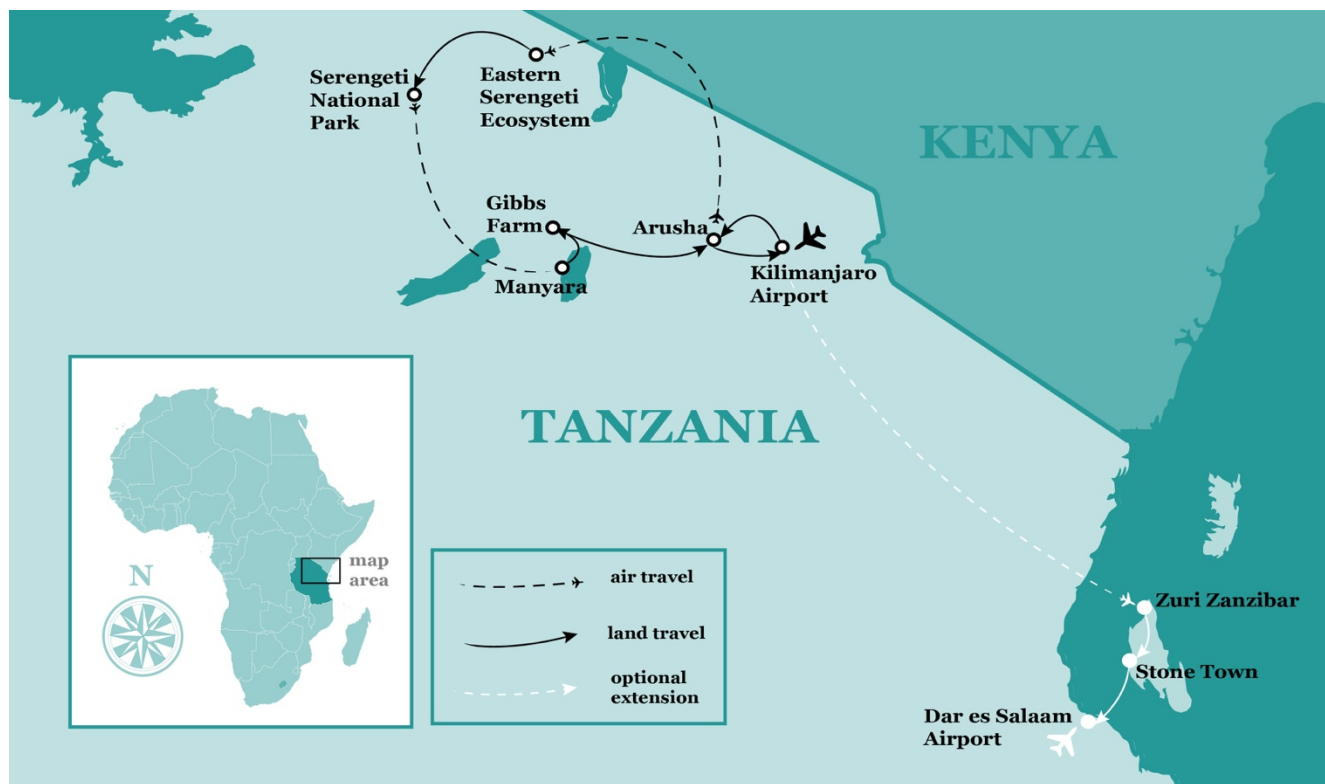 Serengeti
National
Park
Eastern
Serengeti
Ecosystem
KENYA
Gibbs
Farm
Arusha
Manyara
Kilimanjaro
Airport
TANZANIA
N
map
area
air travel
land travel
optional
extension
Zuri Zanzibar
Stone Town
Dar es Salaam
Airport